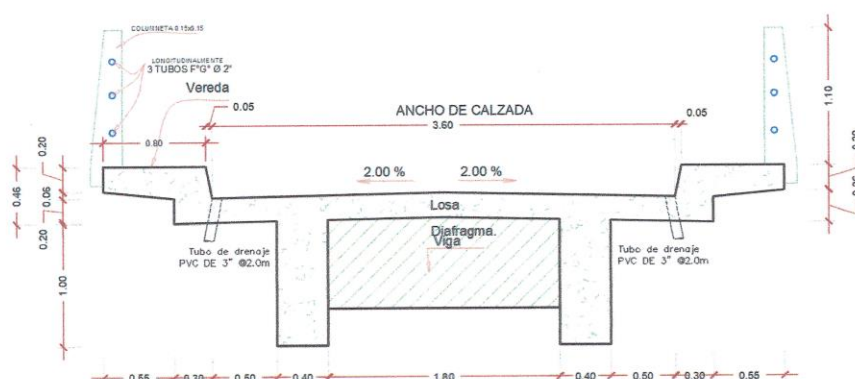 COLUMNETA 0.15x0.15
LONGITUDINALMENTE
3 TUBOS F°G° Ø 2"
Vereda
0.05
ANCHO DE CALZADA
3.60
0.05
1.10
0.80
0.20
0.46
0.06
0.20
1.00
2.00 %
2.00 %
Losa
Diafragma.
Viga
Tubo de drenaje
PVC DE 3" @2.0m
Tubo de drenaje
PVC DE 3" @2.0m
0.55
0.30
0.50
0.40
1.80
0.40
0.50
0.30
0.55